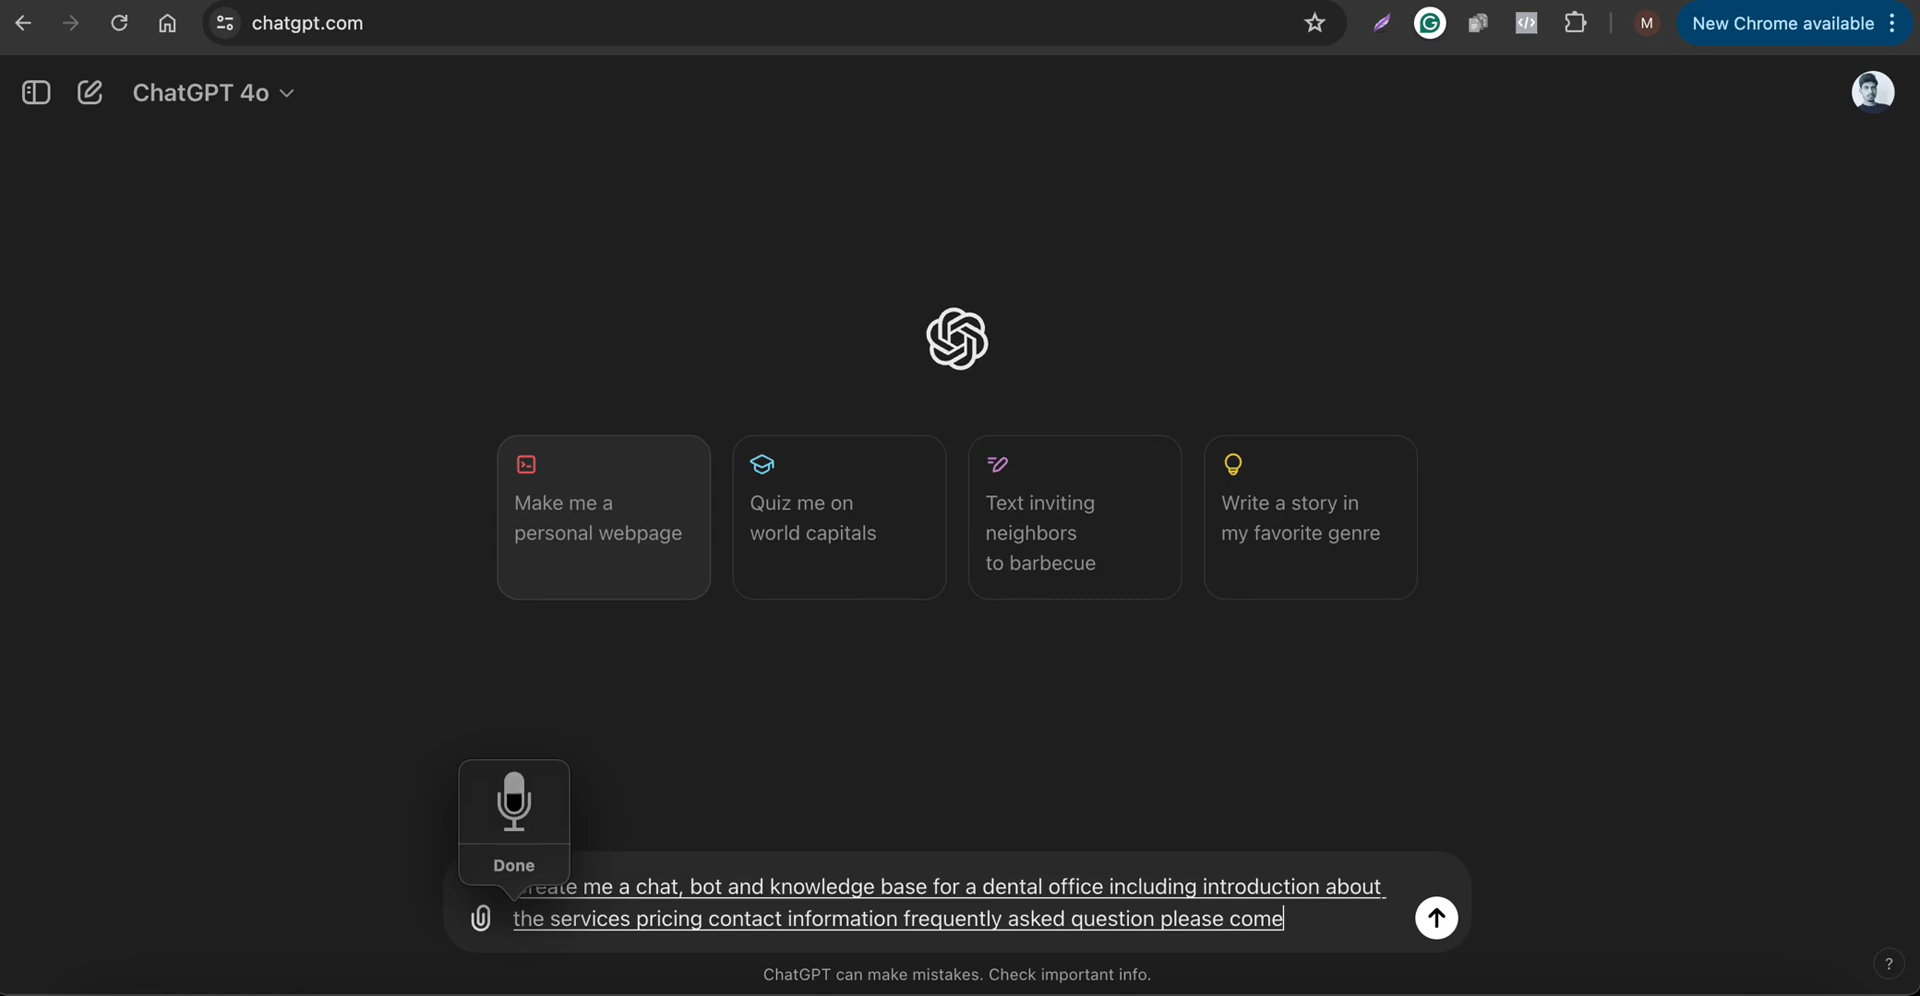 chatgpt.com
M
New Chrome available
ChatGPT 4o
Make me a
personal webpage
Quiz me on
world capitals
Text inviting
neighbors
to barbecue
Write a story in
my favorite genre
Done
me a chat, bot and knowledge base for a dental office including introduction about
the services pricing contact information frequently asked question please come
ChatGPT can make mistakes. Check important info.
?